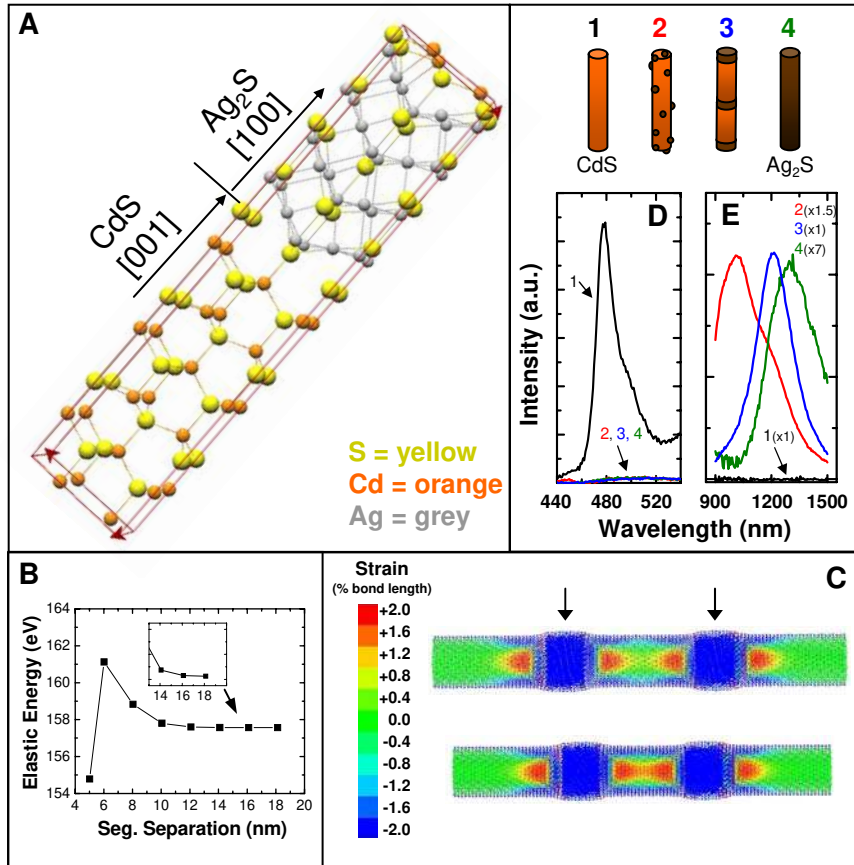 A
Ag2S
[100]
CdS
[001]
S = yellow
Cd = orange
Ag = grey
1 2 3 4
CdS Ag2S
D
1
2, 3, 4
440 480 520
E
2(x1.5)
3(x1)
4(x7)
1(x1)
900 1200 1500
Intensity (a.u.)
Wavelength (nm)
B
164
162
160
159
157
155
154
Elastic Energy (eV)
14 16 18
4 6 8 10 12 14 16 18 20
Seg. Separation (nm)
C
Strain
(% bond length)
+2.0
+1.6
+1.2
+0.8
+0.4
0.0
-0.4
-0.8
-1.2
-1.6
-2.0